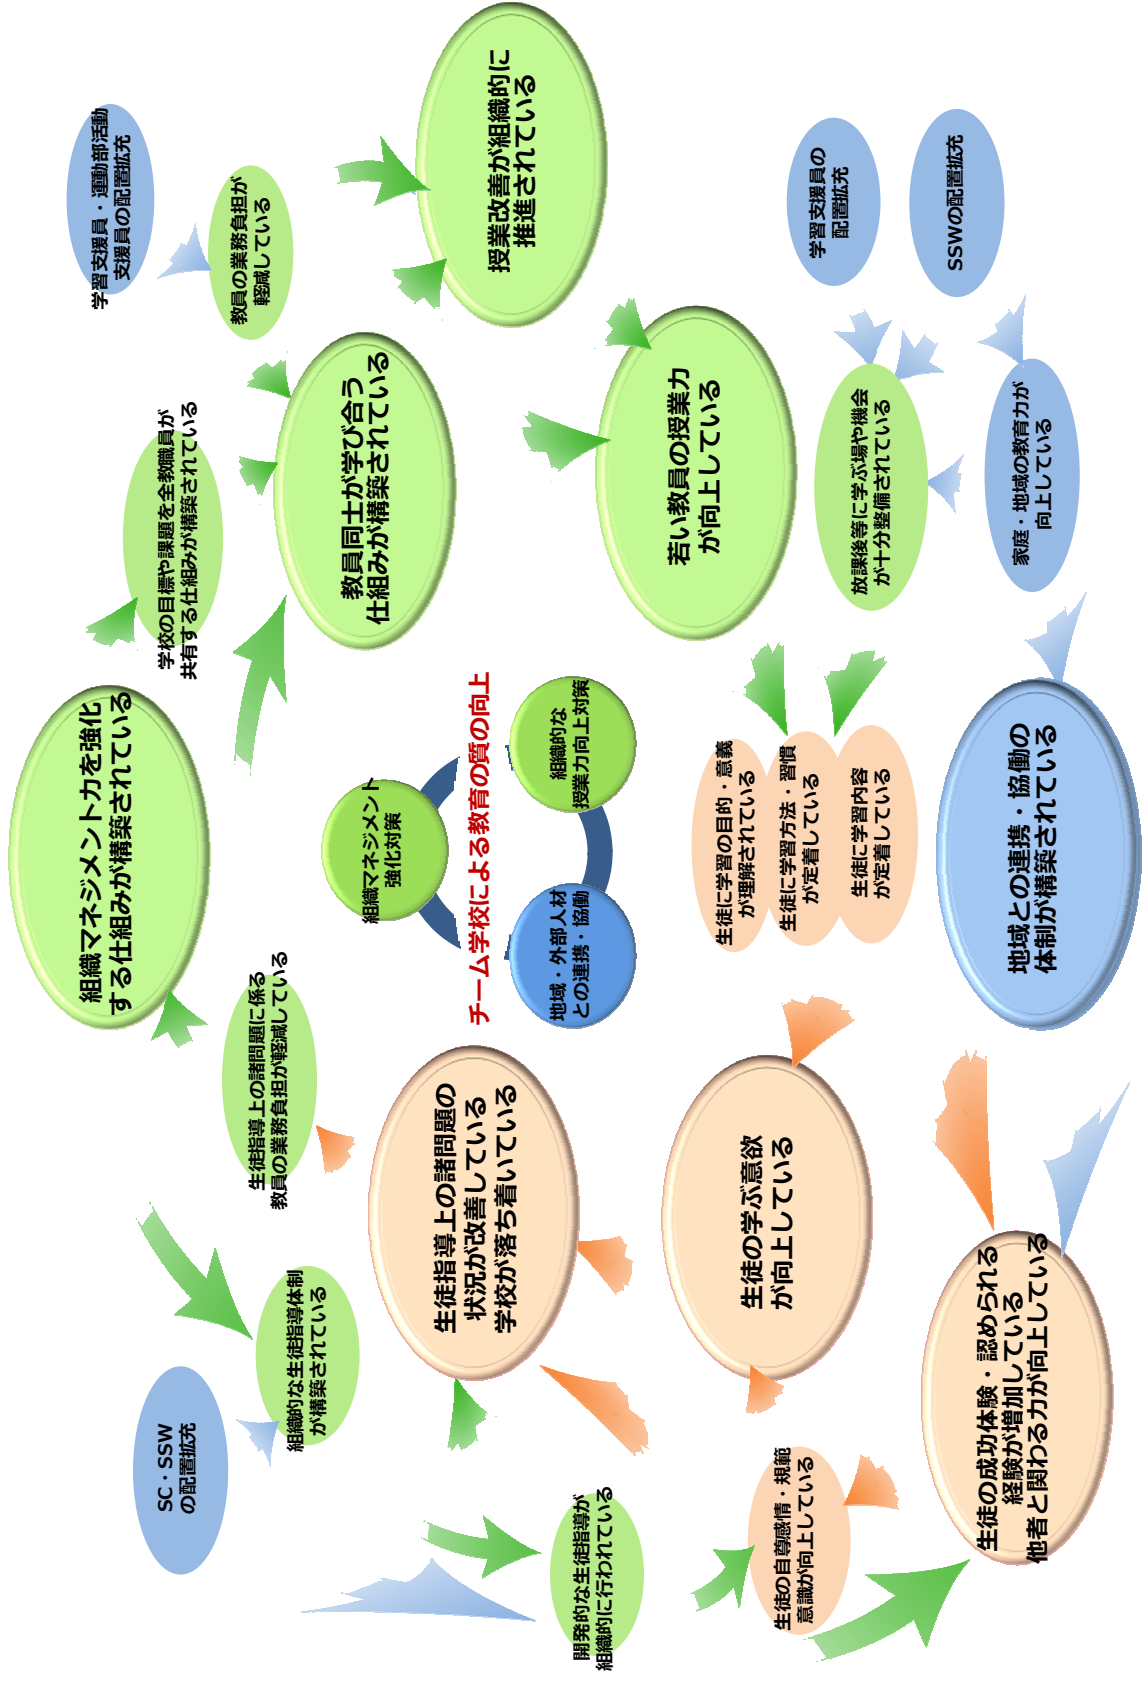 SC・SSW
の配置拡充
組織的な生徒指導体制
が構築されている
生徒指導上の諸問題に係る
教員の業務負担が軽減している
組織マネジメント力を強化
する仕組みが構築されている
学校の目標や課題を全教職員が
共有する仕組みが構築されている
学習支援員・運動部活動
支援員の配置拡充
教員の業務負担が
軽減している
教員同士が学び合う
仕組みが構築されている
授業改善が組織的に
推進されている
生徒指導上の諸問題の
状況が改善している
学校が落ち着いている
組織マネジメント
強化対策
チーム学校による教育の質の向上
地域・外部人材
との連携・協働
組織的な
授業力向上対策
開発的な生徒指導が
組織的に行われている
若い教員の授業力
が向上している
生徒の学ぶ意欲
が向上している
生徒に学習の目的・意義
が理解されている
生徒に学習方法・習慣
が定着している
生徒に学習内容
が定着している
生徒の自尊感情・規範
意識が向上している
放課後等に学ぶ場や機会
が十分整備されている
学習支援員の
配置拡充
SSWの配置拡充
生徒の成功体験・認められる
経験が増加している
他者と関わる力が向上している
地域との連携・協働の
体制が構築されている
家庭・地域の教育力が
向上している